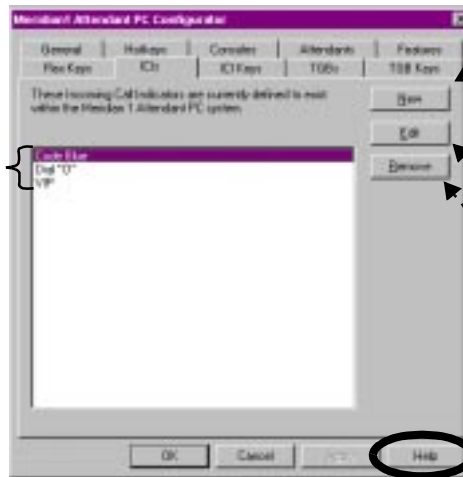 Meridian1 Attendant PC Configurator
General Hotkeys Consoles Attendants Features
Flex Keys ICIs ICI Keys TGBs TGB Keys
These Incoming Call Indicators are currently defined to exist
within the Meridian 1 Attendant PC system.
New
Edit
Remove
Code Blue
Dial "0"
VIP
OK Cancel Help